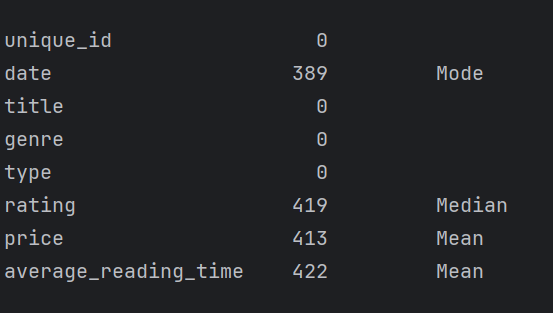 unique_id 0
date 389 Mode
title 0
genre 0
type 0
rating 419 Median
price 413 Mean
average_reading_time 422 Mean